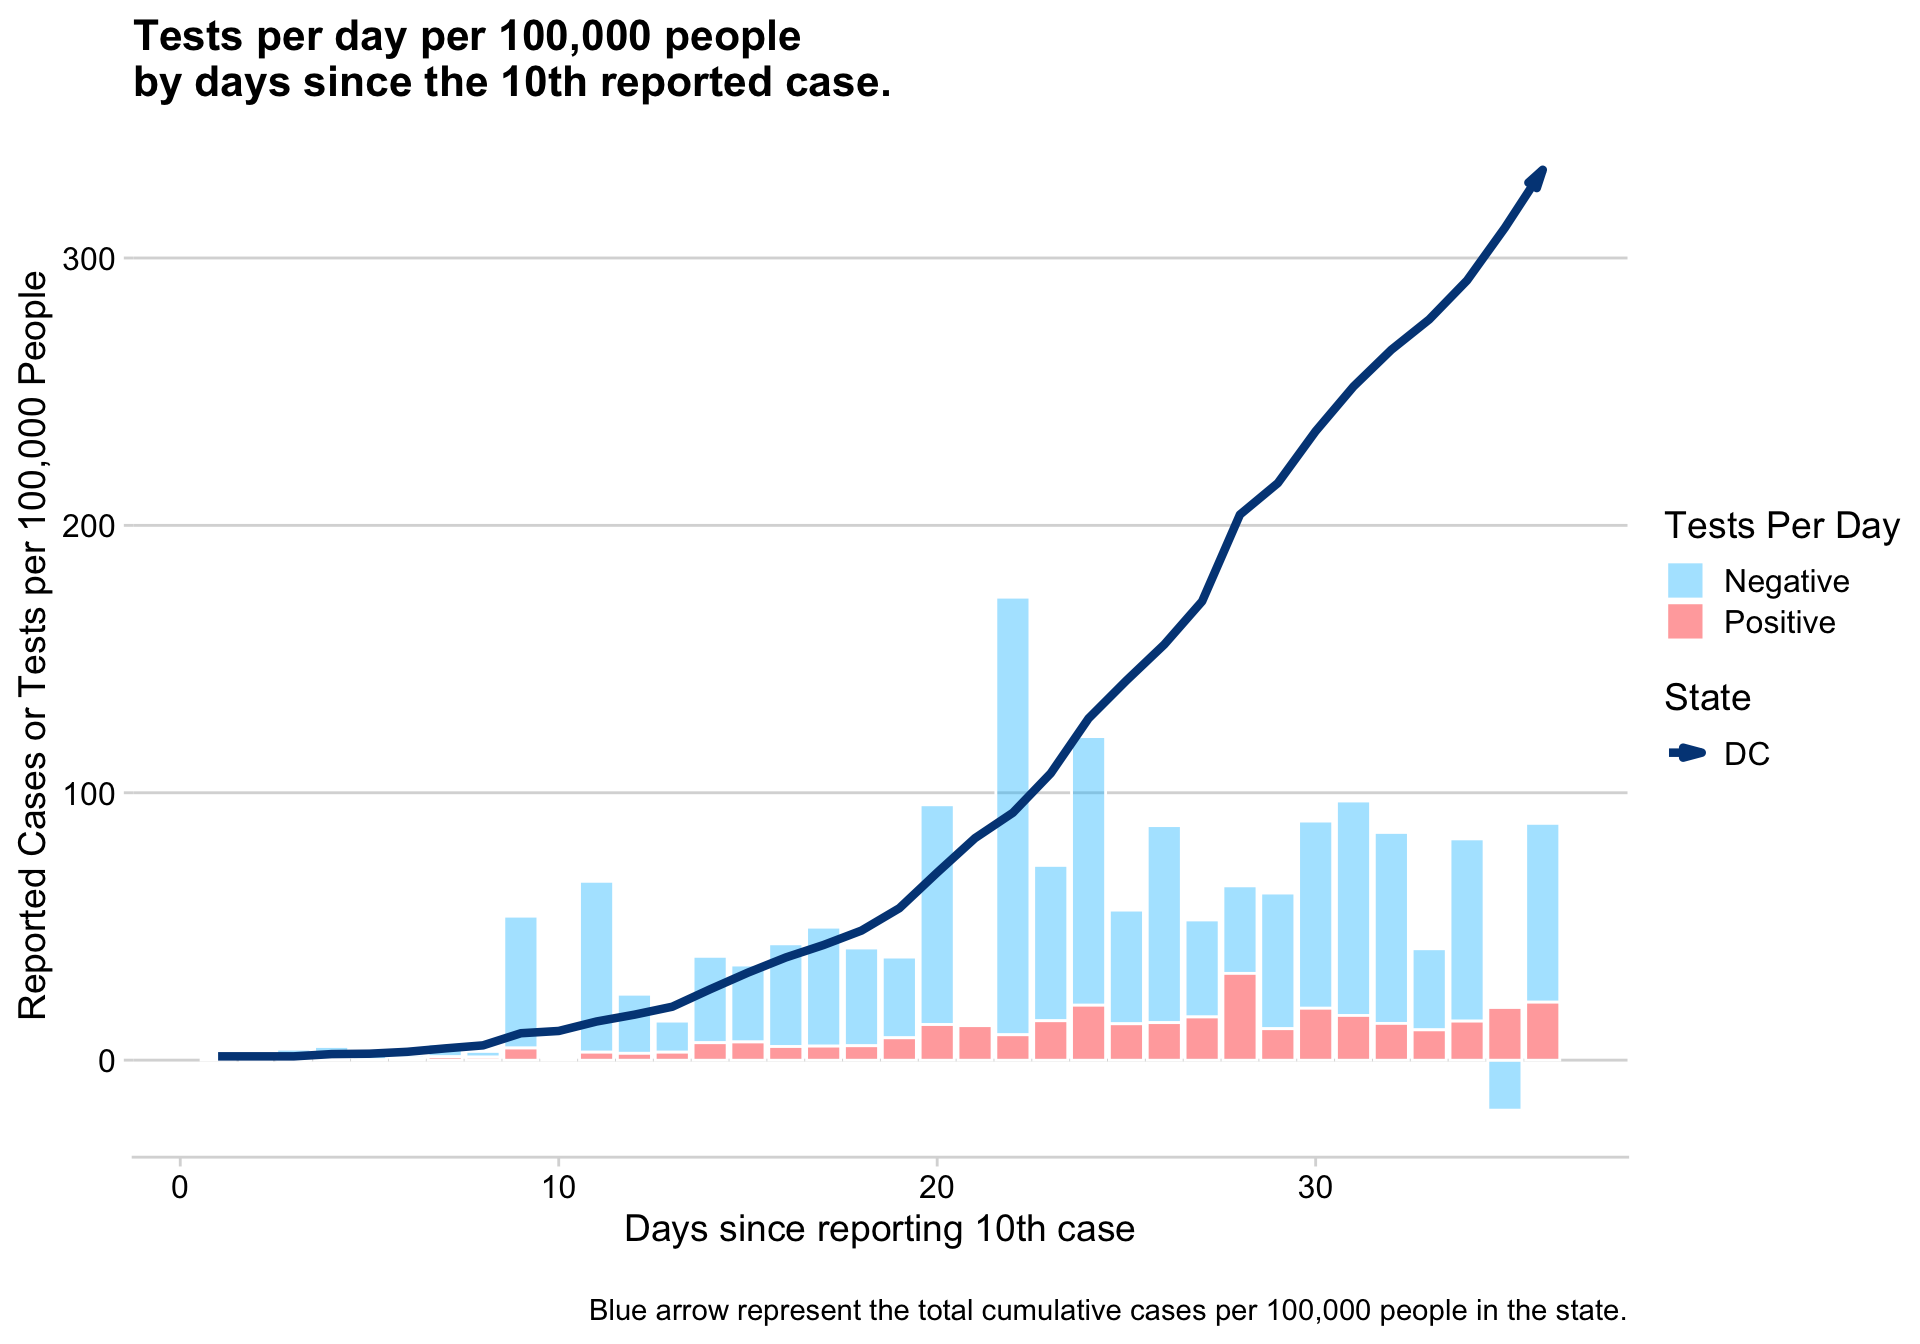 Tests per day per 100,000 people
by days since the 10th reported case.
Reported Cases or Tests per 100,000 People
300
200
100
0
0
10
20
30
Days since reporting 10th case
Tests Per Day
Negative
Positive
State
DC
Blue arrow represent the total cumulative cases per 100,000 people in the state.